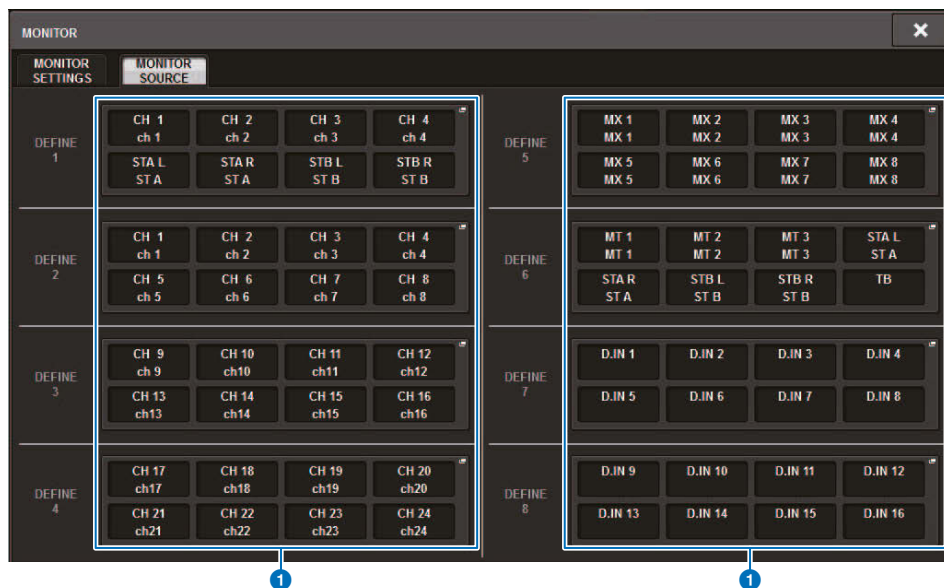 MONITOR
MONITOR SETTINGS
MONITOR SOURCE
DEFINE 1
CH 1 CH 2 CH 3 CH 4
ch 1 ch 2 ch 3 ch 4
STA L STA R STB L STB R
ST A ST A ST B ST B
DEFINE 2
CH 1 CH 2 CH 3 CH 4
ch 1 ch 2 ch 3 ch 4
CH 5 CH 6 CH 7 CH 8
ch 5 ch 6 ch 7 ch 8
DEFINE 3
CH 9 CH 10 CH 11 CH 12
ch 9 ch10 ch11 ch12
CH 13 CH 14 CH 15 CH 16
ch13 ch14 ch15 ch16
DEFINE 4
CH 17 CH 18 CH 19 CH 20
ch17 ch18 ch19 ch20
CH 21 CH 22 CH 23 CH 24
ch21 ch22 ch23 ch24
1
DEFINE 5
MX 1 MX 2 MX 3 MX 4
MX 1 MX 2 MX 3 MX 4
MX 5 MX 6 MX 7 MX 8
MX 5 MX 6 MX 7 MX 8
DEFINE 6
MT 1 MT 2 MT 3 STA L
MT 1 MT 2 MT 3 ST A
STA R STB L STB R TB
ST A ST B ST B
DEFINE 7
D.IN 1 D.IN 2 D.IN 3 D.IN 4
D.IN 5 D.IN 6 D.IN 7 D.IN 8
DEFINE 8
D.IN 9 D.IN 10 D.IN 11 D.IN 12
D.IN 13 D.IN 14 D.IN 15 D.IN 16
1